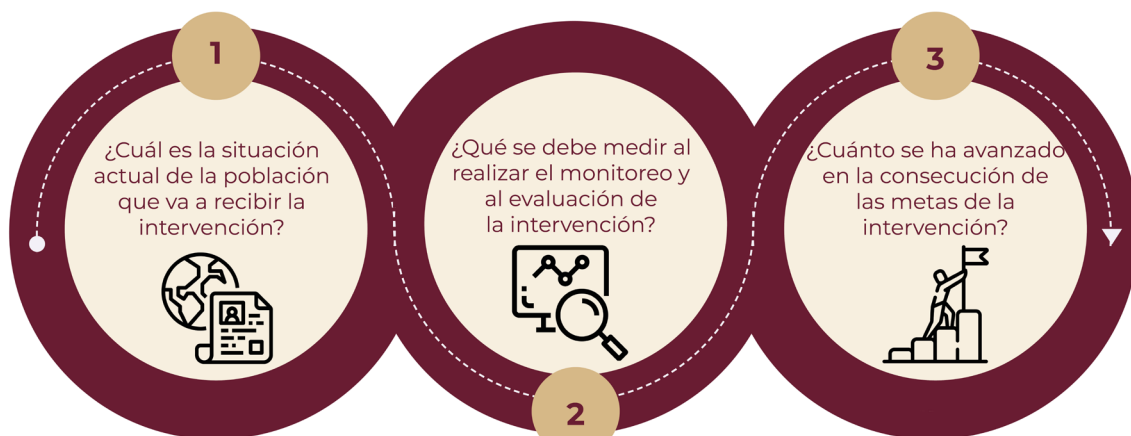 1
¿Cuál es la situación
actual de la población
que va a recibir la
intervención?
¿Qué se debe medir al
realizar el monitoreo y
al evaluación de
la intervención?
2
3
¿Cuánto se ha avanzado
en la consecución de
las metas de la
intervención?